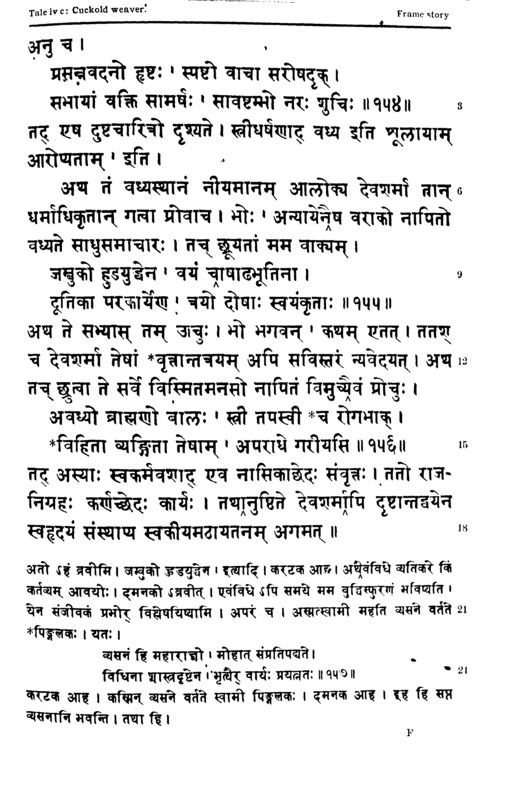 Tale iv c: Cuckold weaver. Frame story
अनु च ।
प्रसन्नवदनो हृष्टः ' स्पष्टो वाचा सरोषदृक् ।
सभायां वक्ति सामर्षः ' सावष्टम्भो नरः शुचिः ॥१५४॥ 3
तद् एष दुष्टचारित्रो दृश्यते । स्त्रीधर्षणाद् वध्य इति शूलायाम्
आरोप्यताम् ' इति ।
अथ तं वध्यस्थानं नीयमानम् आलोक्य देवशर्मा तान् 6
धर्माधिकृतान् गत्वा प्रोवाच । भोः ' अन्यायेनैष वराको नापितो
वध्यते साधुसमाचारः । तच् छ्रूयतां मम वाक्यम् ।
जम्बुको हुडयुद्धेन ' वयं चाषाढभूतिना । 9
दूतिका परकार्येण ' त्रयो दोषाः स्वयंकृताः ॥१५५॥
अथ ते सभ्यास् तम् ऊचुः । भो भगवन् ' कथम् एतत् । ततश्
च देवशर्मा तेषां *वृत्तान्तत्रयम् अपि सविस्तरं न्यवेदयत् । अथ 12
तच् छ्रुत्वा ते सर्वे विस्मितमनसो नापितं विमुच्यैवं प्रोचुः ।
अवध्यो ब्राह्मणो बालः ' स्त्री तपस्वी *च रोगभाक् ।
*विहिता व्यङ्गिता तेषाम् ' अपराधे गरीयसि ॥१५६॥ 15
तद् अस्याः स्वकर्मवशाद् एव नासिकाछेदः संवृत्तः । ततो राज-
निग्रहः कर्णच्छेदः कार्यः । तथानुष्ठिते देवशर्मापि दृष्टान्तद्वयेन
स्वहृदयं संस्थाप्य स्वकीयमठायतनम् अगमत् ॥ 18
अतो ऽहं ब्रवीमि । जम्बुको हुडयुद्धेन । इत्यादि । करटक आह । अथैवंविधे व्यतिकरे किं
कर्तव्यम् आवयोः । दमनको ऽब्रवीत् । एवंविधे ऽपि समये मम बुद्धिस्फुरणं भविष्यति ।
येन संजीवकं प्रभोर् विश्लेषयिष्यामि । अपरं च । अस्मत्स्वामी महति व्यसने वर्तते 21
*पिङ्गलकः । यतः ।
व्यसनं हि महाराज्ञो ' मोहात् संप्रतिपद्यते ।
विधिना शास्त्रदृष्टेन ' भृत्यैर् वार्यः प्रयत्नतः ॥१५७॥ 21
करटक आह । कस्मिन् व्यसने वर्तते स्वामी पिङ्गलकः । दमनक आह । इह हि सप्त
व्यसनानि भवन्ति । तथा हि ।
F